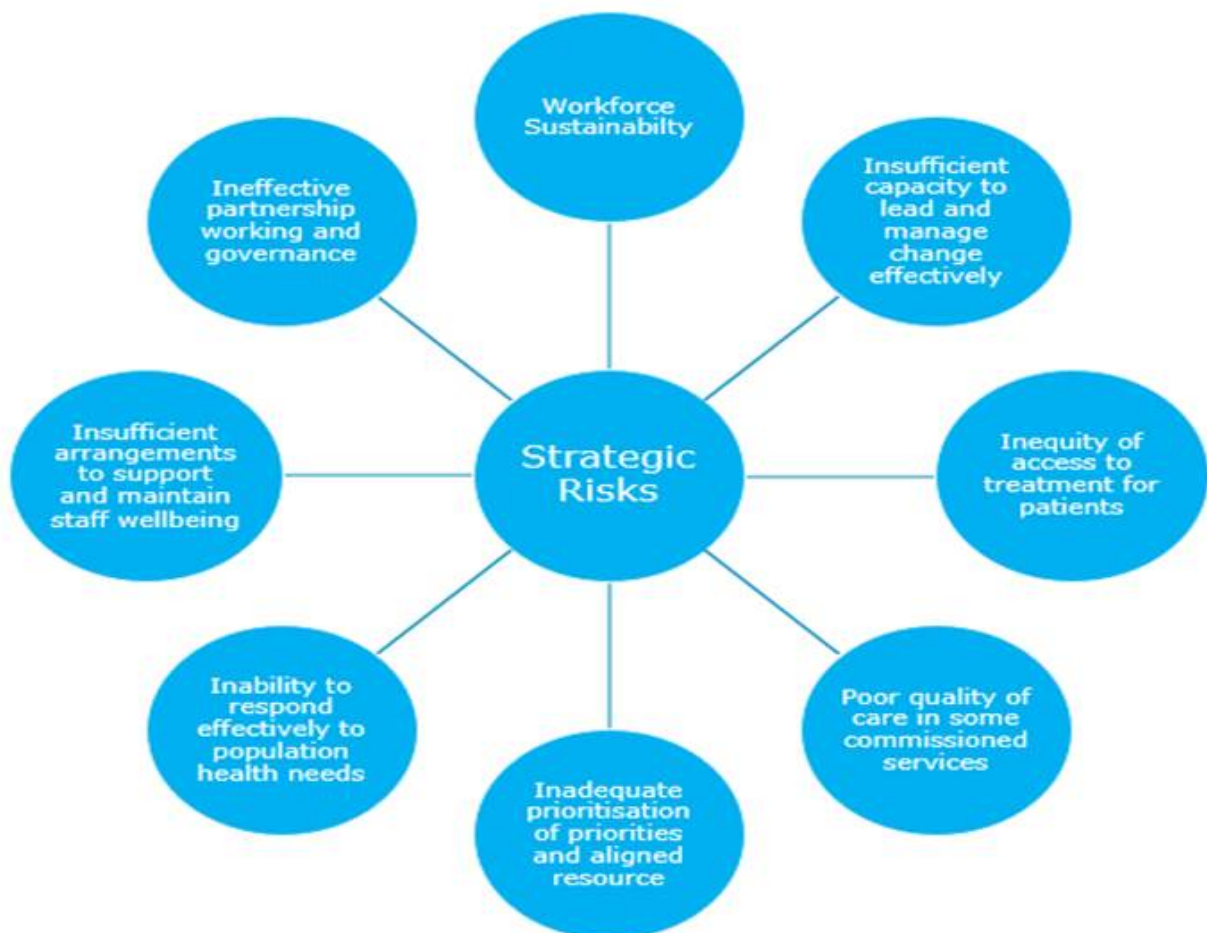 Workforce
Sustainabilty
Insufficient
capacity to
lead and
manage
change
effectively
Inequity of
access to
treatment for
patients
Poor quality of
care in some
commissioned
services
Inadequate
prioritisation
of priorities
and aligned
resource
Inability to
respond
effectively to
population
health needs
Insufficient
arrangements
to support
and maintain
staff wellbeing
Ineffective
partnership
working and
governance
Strategic
Risks